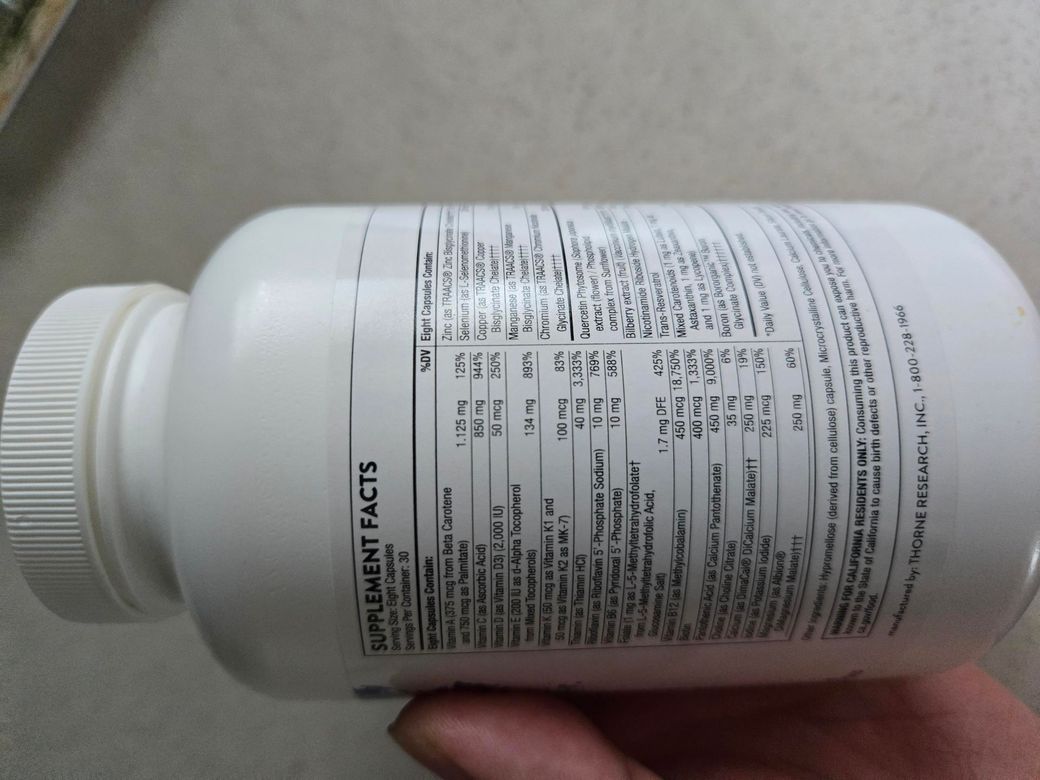 SUPPLEMENT FACTS
Serving Size: Eight Capsules
Servings Per Container: 30
Eight Capsules Contain: %DV
Vitamin A (375 mcg from Beta Carotene
and 750 mcg as Palmitate) 1.125 mg 125%
Vitamin C (as Ascorbic Acid) 850 mg 944%
Vitamin D (as Vitamin D3) (2,000 IU) 50 mcg 250%
Vitamin E (200 IU as d-Alpha Tocopherol
from Mixed Tocopherols) 134 mg 893%
Vitamin K (50 mcg as Vitamin K1 and
50 mcg as Vitamin K2 as MK-7) 100 mcg 83%
Thiamin (as Thiamin HCl) 40 mg 3,333%
Riboflavin (as Riboflavin 5'-Phosphate Sodium) 10 mg 769%
Vitamin B6 (as Pyridoxal 5'-Phosphate) 10 mg 588%
Folate (1 mg as L-5-Methyltetrahydrofolate†
from L-5-Methyltetrahydrofolic Acid,
Glucosamine Salt) 1.7 mg DFE 425%
Vitamin B12 (as Methylcobalamin) 450 mcg 18,750%
Biotin 400 mcg 1,333%
Pantothenic Acid (as Calcium Pantothenate) 450 mg 9,000%
Choline (as Choline Citrate) 35 mg 6%
Calcium (as DimaCal® DiCalcium Malate)†† 250 mg 19%
Iodine (as Potassium Iodide) 225 mcg 150%
Magnesium (as Albion®
DiMagnesium Malate)††† 250 mg 60%
Eight Capsules Contain:
Zinc (as TRAACS® Zinc Bisglycinate
Selenium (as L-Selenomethionine)
Copper (as TRAACS® Copper
Bisglycinate Chelate)††††
Manganese (as TRAACS® Manganese
Bisglycinate Chelate)††††
Chromium (as TRAACS® Chromium
Glycinate Chelate)††††
Quercetin Phytosome (Sophora japonica
extract (flower) / Phospholipid
complex from Sunflower)
Bilberry extract (fruit)
Nicotinamide Riboside
Trans-Resveratrol
Mixed Carotenoids (1 mg as
Astaxanthin, 1 mg as
and 1 mg as Lycopene)
Boron (as Bororganic
Glycinate Complex)
*Daily Value (DV) not established.
Other ingredients: Hypromellose (derived from cellulose) capsule, Microcrystalline Cellulose, Calcium
WARNING FOR CALIFORNIA RESIDENTS ONLY: Consuming this product can expose you to
known to the State of California to cause birth defects or other reproductive harm. For more
ca.gov/food.
manufactured by: THORNE RESEARCH, INC., 1-800-228-1966